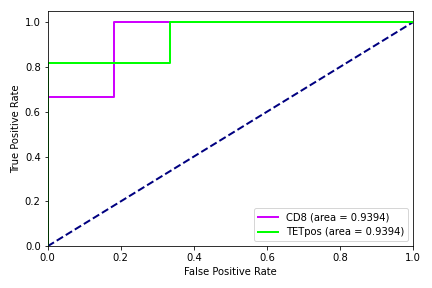 1.0
0.8
0.6
0.4
0.2
0.0
True Positive Rate
CD8 (area = 0.9394)
TETpos (area = 0.9394)
0.0 0.2 0.4 0.6 0.8 1.0
False Positive Rate